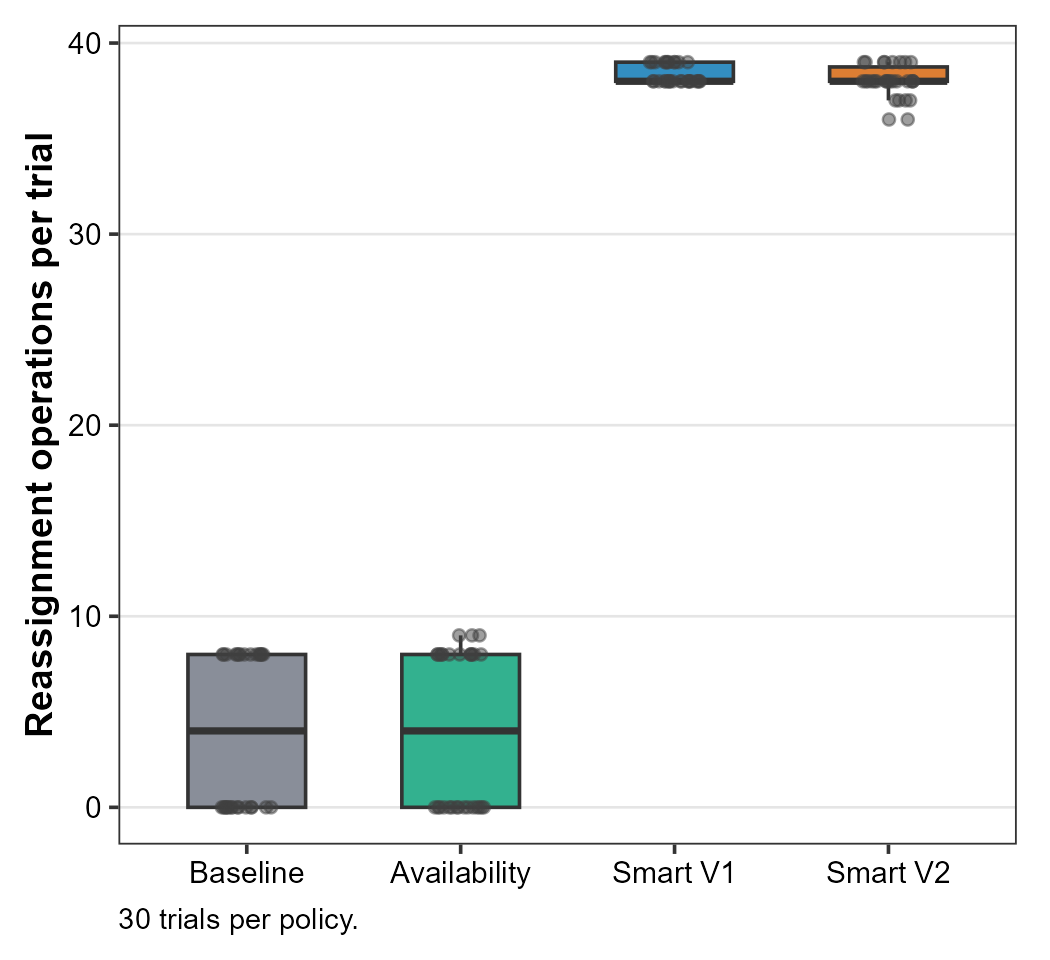 Reassignment operations per trial
40
30
20
10
0
Baseline Availability Smart V1 Smart V2
30 trials per policy.